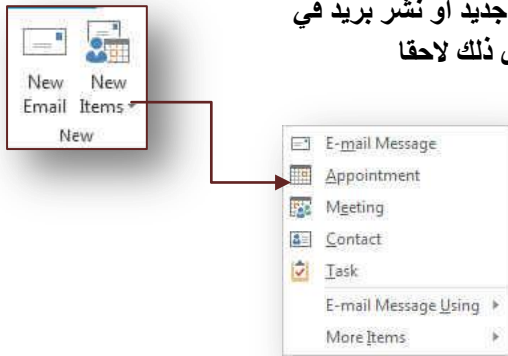 جديد او نشر بريد في
ذلك لاحقا
New New
Email Items
New
E-mail Message
Appointment
Meeting
Contact
Task
E-mail Message Using
More Items